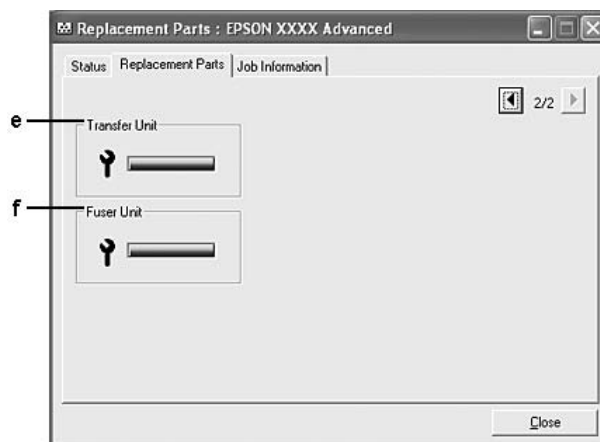 Replacement Parts : EPSON XXXX Advanced
Status Replacement Parts Job Information
2/2
e
Transfer Unit
f
Fuser Unit
Close